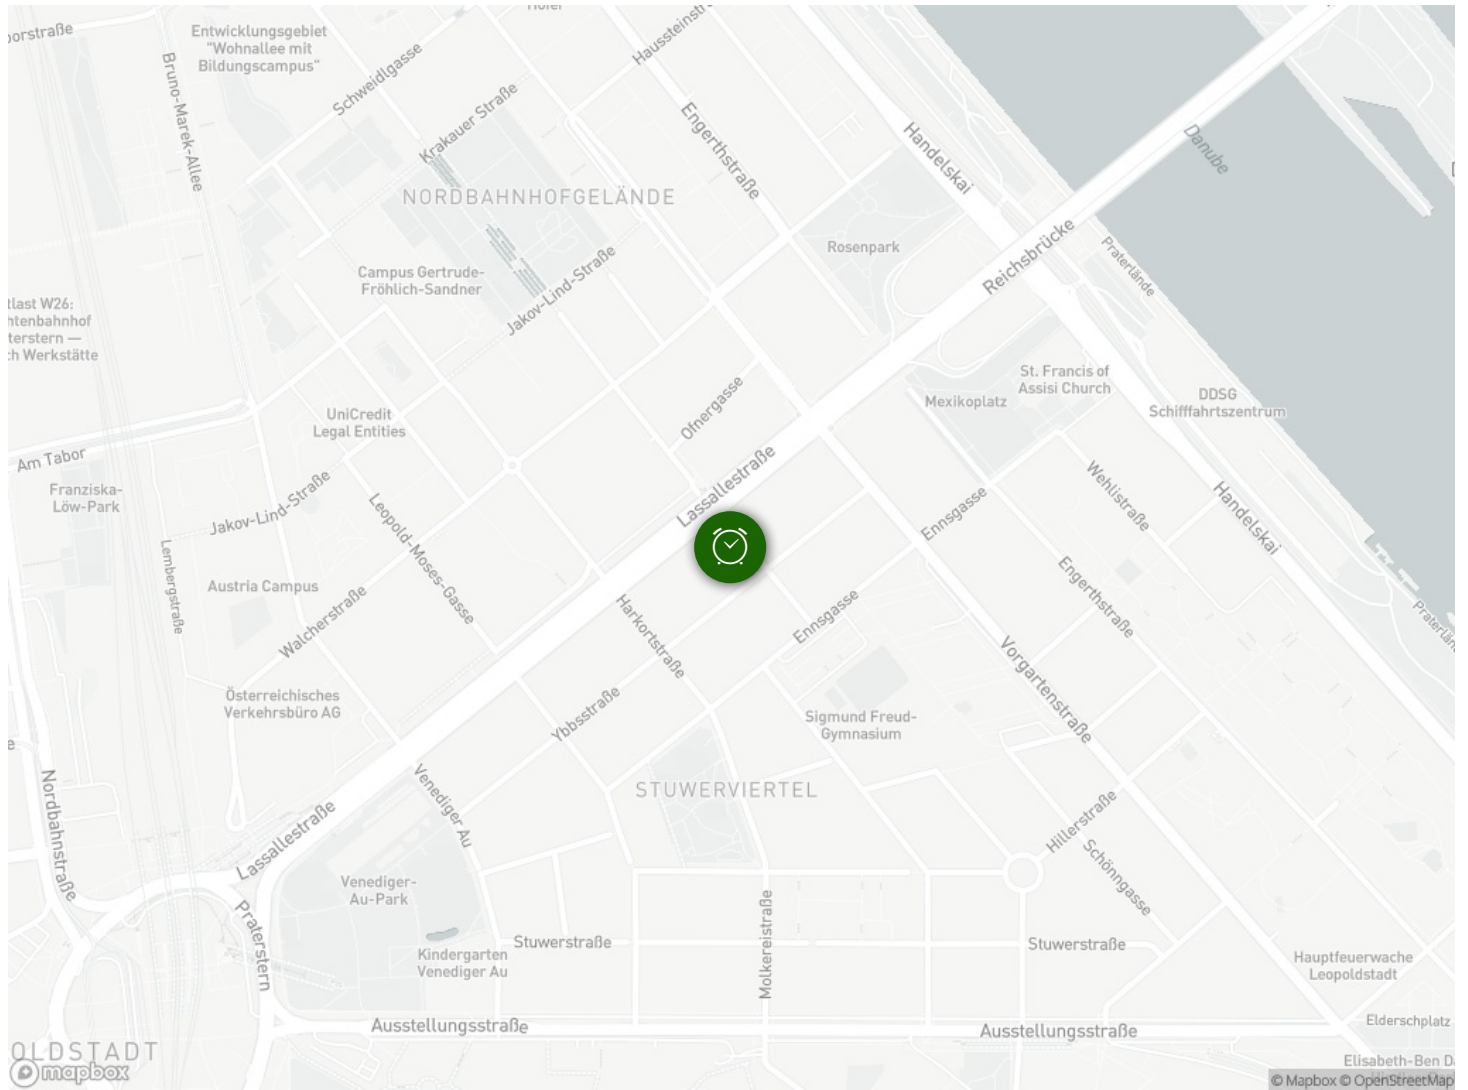 Entwicklungsgebiet
"Wohnallee mit
Bildungscampus"
Bruno-Marek-Allee
Schweidlgasse
Krakauer Straße
Engerthstraße
Handelskai
Danube
NORDBAHNHOFGELÄNDE
Rosenpark
Reichsbrücke
Praterlände
Campus Gertrude-
Fröhlich-Sandner
Jakov-Lind-Straße
UniCredit
Legal Entities
Ofnergasse
St. Francis of
Assisi Church
Mexikoplatz
DDSG
Schifffahrtszentrum
Am Tabor
Franziska-
Löw-Park
Jakov-Lind-Straße
Lassallestraße
Wehlistraße
Handelskai
Ennsgasse
Leopold-Moses-Gasse
Lembergstraße
Austria Campus
Walcherstraße
Harkortstraße
Ennsgasse
Engerthstraße
Vorgartenstraße
Österreichisches
Verkehrsbüro AG
Ybbsstraße
Sigmund Freud-
Gymnasium
STUWERVIERTEL
Nordbahnstraße
Venediger Au
Lassallestraße
Hillerstraße
Schönngasse
Venediger-
Au-Park
Praterstern
Kindergarten
Venediger Au
Stuwerstraße
Molkereistraße
Stuwerstraße
Hauptfeuerwache
Leopoldstadt
Ausstellungsstraße
Ausstellungsstraße
Elderschplatz
OLDSTADT
mapbox
Elisabeth-Ben D
© Mapbox © OpenStreetMap